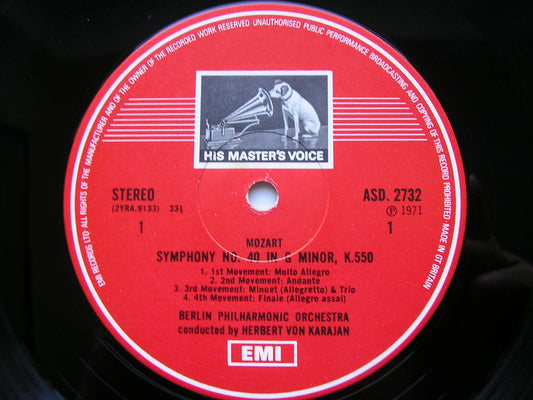 EMI RECORDS LTD ALL RIGHTS OF THE MANUFACTURER AND OF THE OWNER OF THE RECORDED WORK RESERVED UNAUTHORISED PUBLIC PERFORMANCE BROADCASTING AND COPYING OF THIS RECORD PROHIBITED MADE IN GT BRITAIN
HIS MASTER'S VOICE
STEREO ASD. 2732
(2YRA.9133) 33⅓ ℗ 1971
1 1
MOZART
SYMPHONY NO. 40 IN G MINOR, K.550
1. 1st Movement: Molto Allegro
2. 2nd Movement: Andante
3. 3rd Movement: Minuet (Allegretto) & Trio
4. 4th Movement: Finale (Allegro assai)
BERLIN PHILHARMONIC ORCHESTRA
conducted by HERBERT VON KARAJAN
EMI